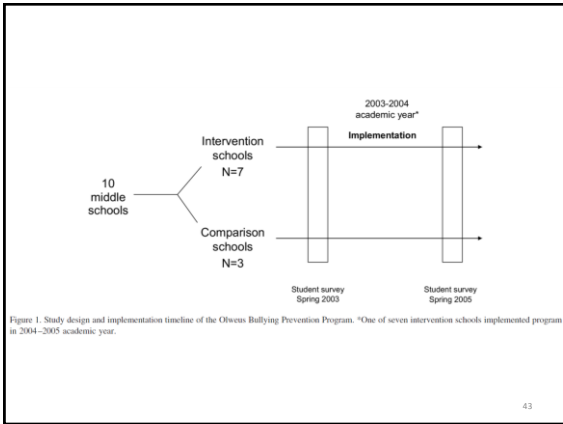 2003-2004
academic year*
Implementation
Intervention
schools
N=7
10
middle
schools
Comparison
schools
N=3
Student survey
Spring 2003
Student survey
Spring 2005
Figure 1. Study design and implementation timeline of the Olweus Bullying Prevention Program. *One of seven intervention schools implemented program
in 2004–2005 academic year.
43